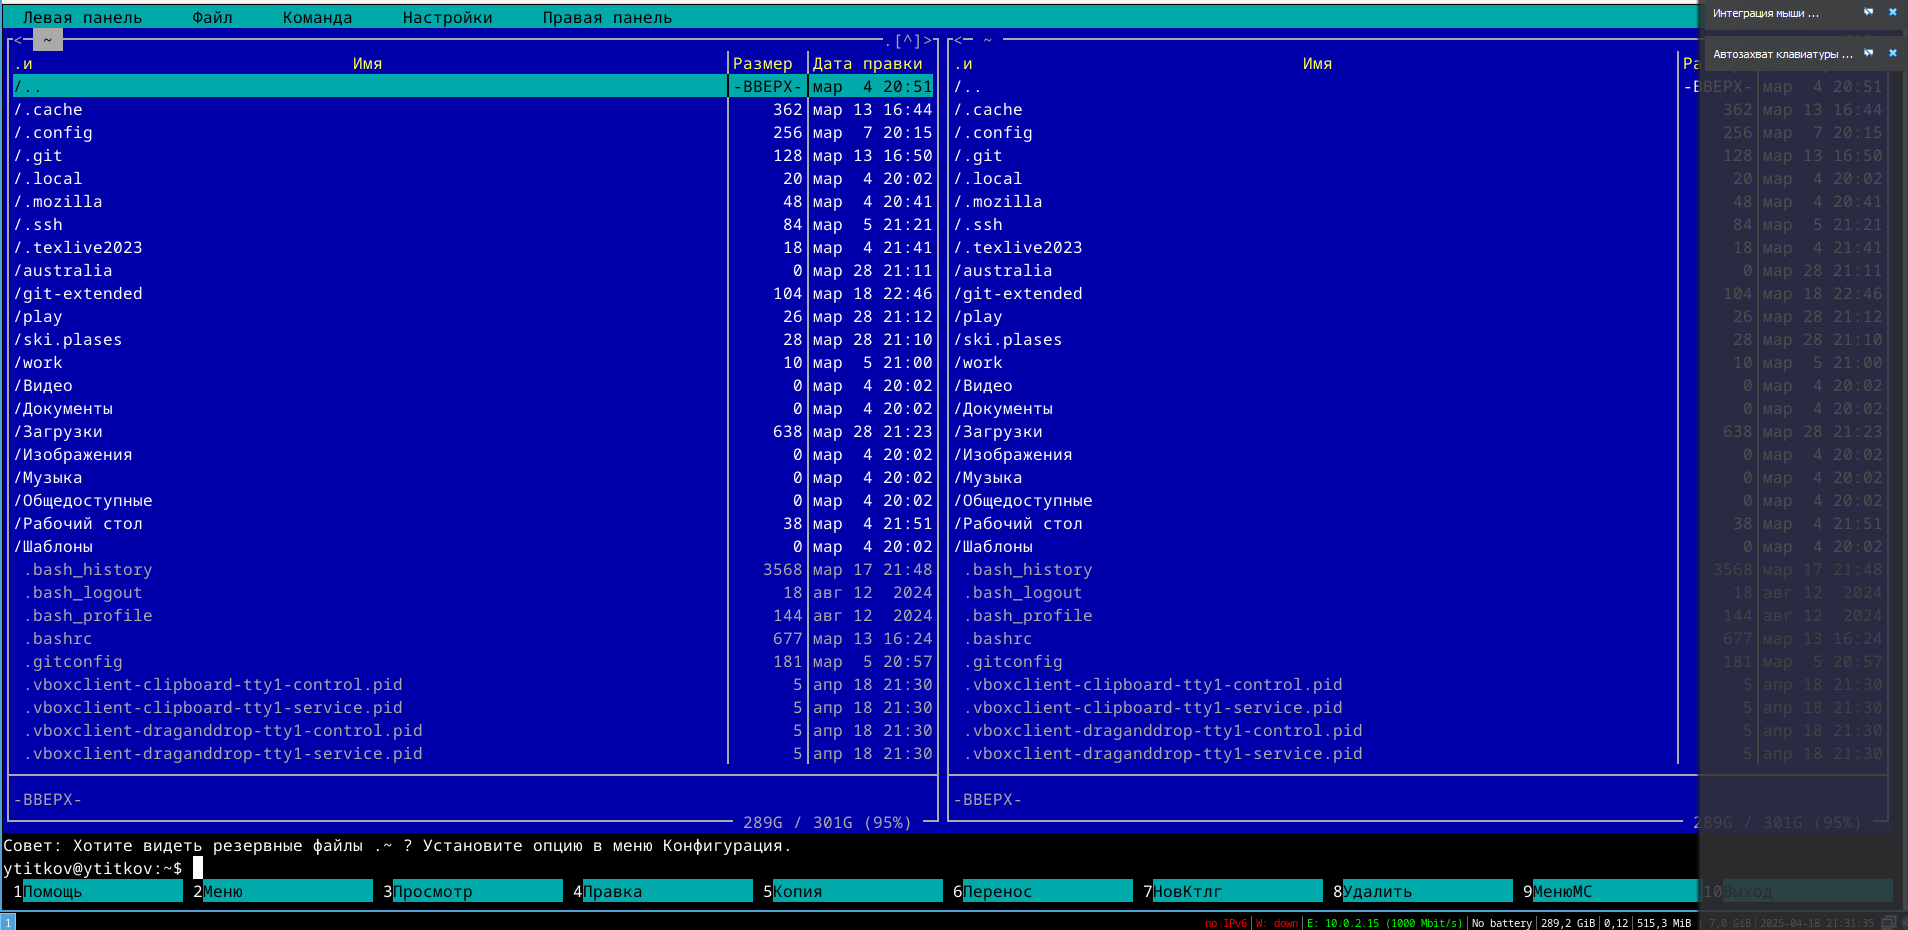 Левая панель Файл Команда Настройки Правая панель
Интеграция мыши ...
Автозахват клавиатуры ...
<─ ~ .[^]> <─ ~
.и Имя Размер Дата правки .и Имя Ра
/.. -ВВЕРХ- мар 4 20:51 /.. -ВВЕРХ- мар 4 20:51
/.cache 362 мар 13 16:44 /.cache 362 мар 13 16:44
/.config 256 мар 7 20:15 /.config 256 мар 7 20:15
/.git 128 мар 13 16:50 /.git 128 мар 13 16:50
/.local 20 мар 4 20:02 /.local 20 мар 4 20:02
/.mozilla 48 мар 4 20:41 /.mozilla 48 мар 4 20:41
/.ssh 84 мар 5 21:21 /.ssh 84 мар 5 21:21
/.texlive2023 18 мар 4 21:41 /.texlive2023 18 мар 4 21:41
/australia 0 мар 28 21:11 /australia 0 мар 28 21:11
/git-extended 104 мар 18 22:46 /git-extended 104 мар 18 22:46
/play 26 мар 28 21:12 /play 26 мар 28 21:12
/ski.plases 28 мар 28 21:10 /ski.plases 28 мар 28 21:10
/work 10 мар 5 21:00 /work 10 мар 5 21:00
/Видео 0 мар 4 20:02 /Видео 0 мар 4 20:02
/Документы 0 мар 4 20:02 /Документы 0 мар 4 20:02
/Загрузки 638 мар 28 21:23 /Загрузки 638 мар 28 21:23
/Изображения 0 мар 4 20:02 /Изображения 0 мар 4 20:02
/Музыка 0 мар 4 20:02 /Музыка 0 мар 4 20:02
/Общедоступные 0 мар 4 20:02 /Общедоступные 0 мар 4 20:02
/Рабочий стол 38 мар 4 21:51 /Рабочий стол 38 мар 4 21:51
/Шаблоны 0 мар 4 20:02 /Шаблоны 0 мар 4 20:02
.bash_history 3568 мар 17 21:48 .bash_history 3568 мар 17 21:48
.bash_logout 18 авг 12 2024 .bash_logout 18 авг 12 2024
.bash_profile 144 авг 12 2024 .bash_profile 144 авг 12 2024
.bashrc 677 мар 13 16:24 .bashrc 677 мар 13 16:24
.gitconfig 181 мар 5 20:57 .gitconfig 181 мар 5 20:57
.vboxclient-clipboard-tty1-control.pid 5 апр 18 21:30 .vboxclient-clipboard-tty1-control.pid 5 апр 18 21:30
.vboxclient-clipboard-tty1-service.pid 5 апр 18 21:30 .vboxclient-clipboard-tty1-service.pid 5 апр 18 21:30
.vboxclient-draganddrop-tty1-control.pid 5 апр 18 21:30 .vboxclient-draganddrop-tty1-control.pid 5 апр 18 21:30
.vboxclient-draganddrop-tty1-service.pid 5 апр 18 21:30 .vboxclient-draganddrop-tty1-service.pid 5 апр 18 21:30
-ВВЕРХ- -ВВЕРХ-
289G / 301G (95%) 289G / 301G (95%)
Совет: Хотите видеть резервные файлы .~ ? Установите опцию в меню Конфигурация.
ytitkov@ytitkov:~$
1Помощь 2Меню 3Просмотр 4Правка 5Копия 6Перенос 7НовКтлг 8Удалить 9МенюMC 10Выход
1 no IPv6 | W: down | E: 10.0.2.15 (1000 Mbit/s) | No battery | 289,2 GiB | 0,12 | 515,3 MiB | 7,0 GiB | 2025-04-18 21:31:35